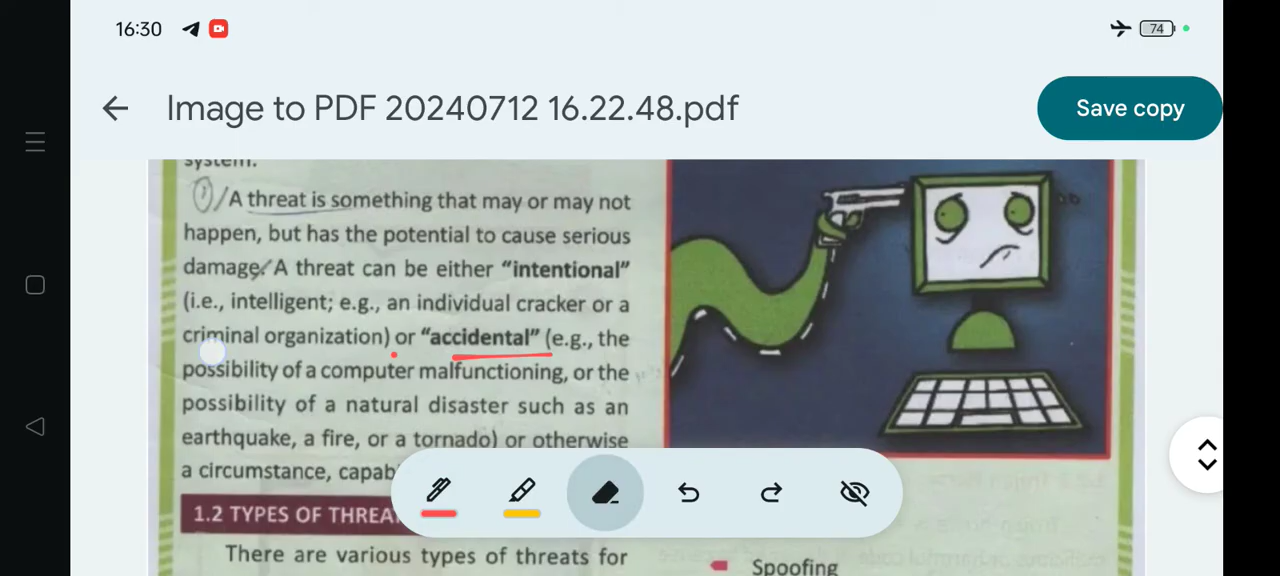 16:30
74
Image to PDF 20240712 16.22.48.pdf
Save copy
system.
1) A threat is something that may or may not
happen, but has the potential to cause serious
damage. A threat can be either “intentional”
(i.e., intelligent; e.g., an individual cracker or a
criminal organization) or “accidental” (e.g., the
possibility of a computer malfunctioning, or the
possibility of a natural disaster such as an
earthquake, a fire, or a tornado) or otherwise
a circumstance, capab
1.2 TYPES OF THREA
There are various types of threats for
Spoofing